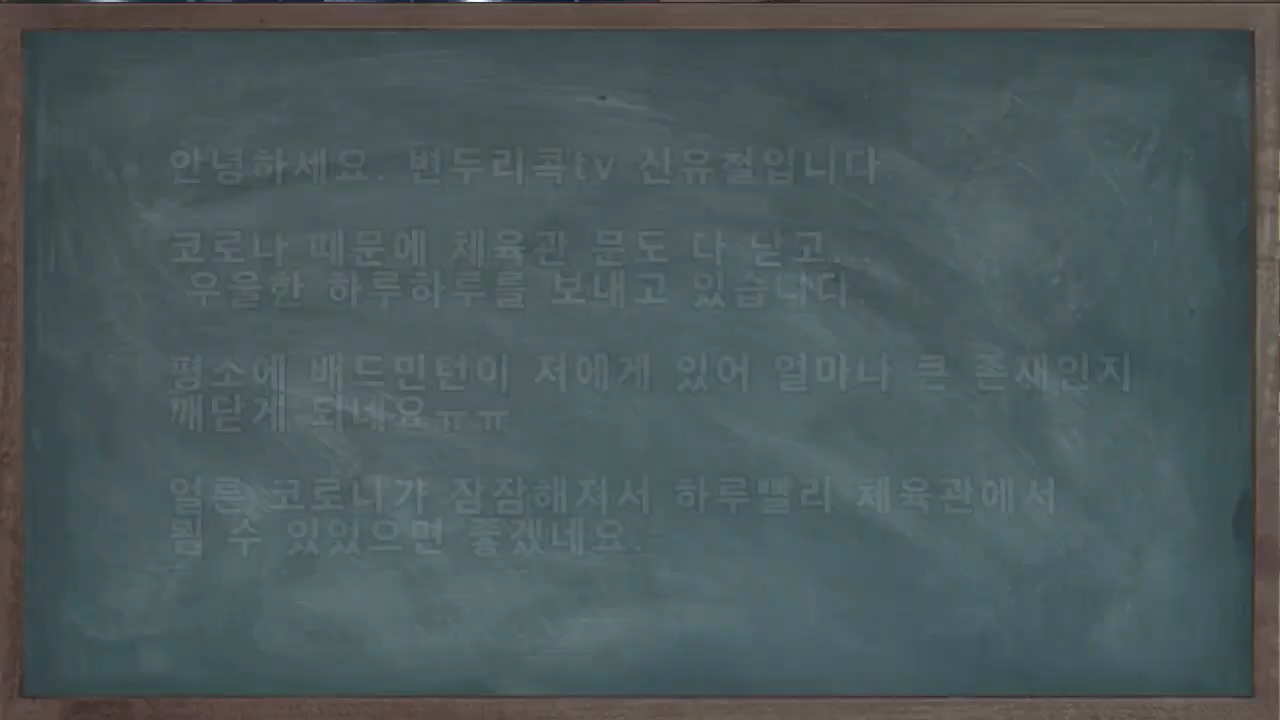 안녕하세요. 번두리콕tv 신유철입니다
코로나 때문에 체육관 문도 다 닫고...
우울한 하루하루를 보내고 있습니다
평소에 배드민턴이 저에게 있어 얼마나 큰 존재인지
깨닫게 되네요ㅠㅠ
얼른 코로나가 잠잠해져서 하루빨리 체육관에서
뵐 수 있었으면 좋겠네요.